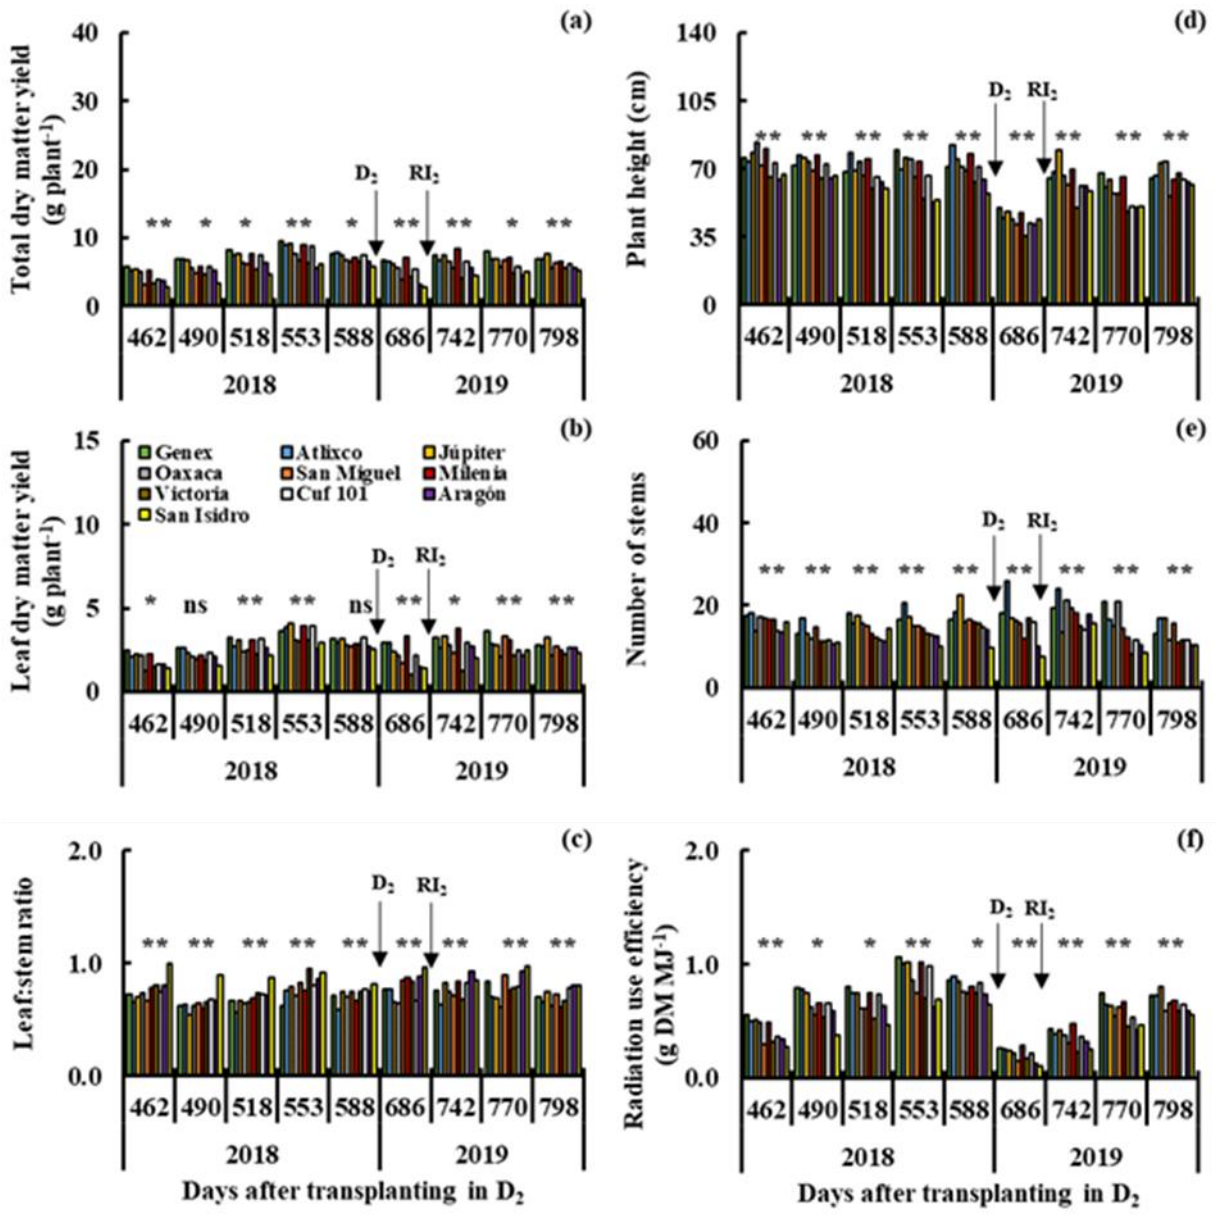 (a)
Total dry matter yield
(g plant⁻¹)
40
30
20
10
0
D₂ RI₂
** * * ** * ** ** * **
462 490 518 553 588 686 742 770 798
2018 2019
(d)
Plant height (cm)
140
105
70
35
0
D₂ RI₂
** ** ** ** ** ** ** ** **
462 490 518 553 588 686 742 770 798
2018 2019
(b)
Leaf dry matter yield
(g plant⁻¹)
15
10
5
0
Genex Atlixco Júpiter
Oaxaca San Miguel Milenia
Victoria Cuf 101 Aragón
San Isidro
D₂ RI₂
* ns ** ** ns ** * ** **
462 490 518 553 588 686 742 770 798
2018 2019
(e)
Number of stems
60
40
20
0
D₂ RI₂
** ** ** ** ** ** ** ** **
462 490 518 553 588 686 742 770 798
2018 2019
(c)
Leaf:stem ratio
2.0
1.0
0.0
D₂ RI₂
** ** ** ** ** ** ** ** **
462 490 518 553 588 686 742 770 798
2018 2019
Days after transplanting in D₂
(f)
Radiation use efficiency
(g DM MJ⁻¹)
2.0
1.0
0.0
D₂ RI₂
** * * ** * ** ** ** **
462 490 518 553 588 686 742 770 798
2018 2019
Days after transplanting in D₂